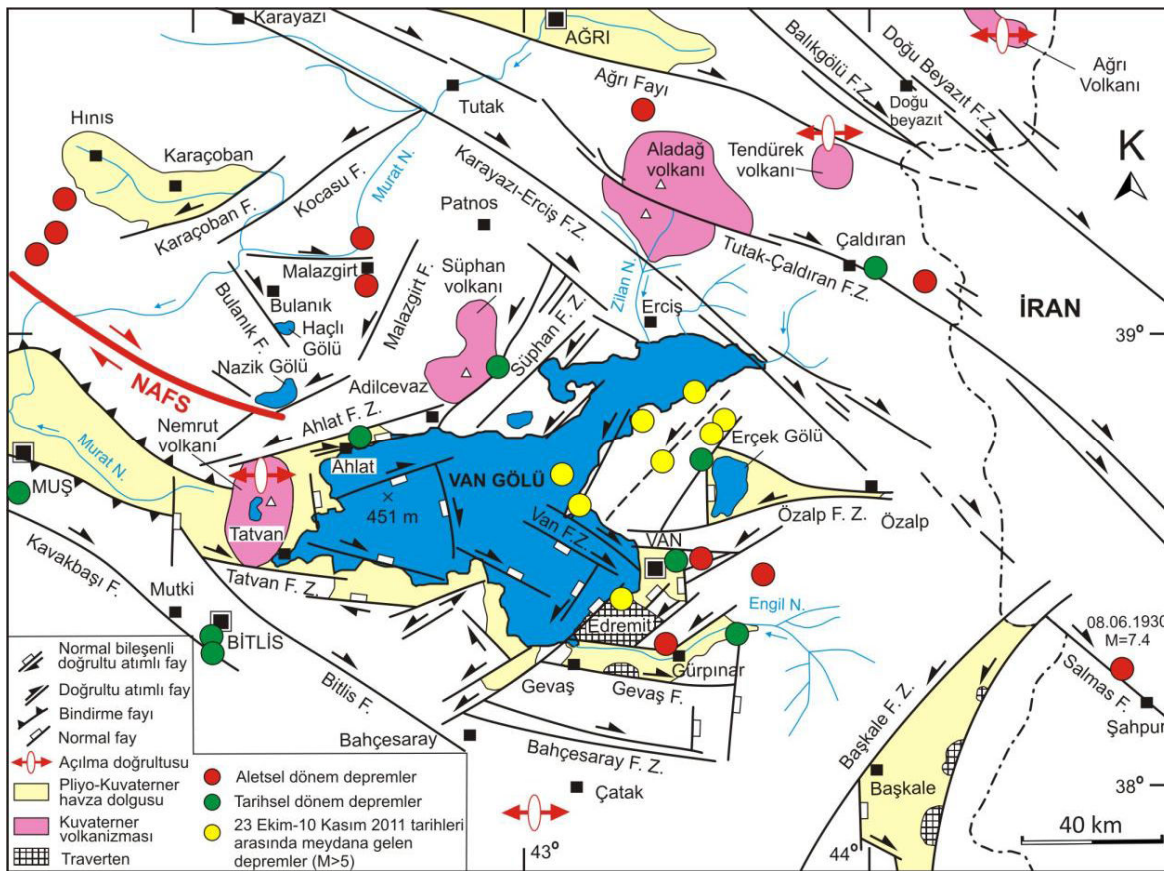 Karayazı
AĞRI
Ağrı
Volkanı
Balıkgölü F.Z.
Doğu Beyazıt F.Z.
Doğu
beyazıt
Ağrı Fayı
Tutak
Hınıs
Karaçoban
Karaçoban F.
Kocasu F.
Murat N.
Karayazı-Erciş F.Z.
Aladağ
volkanı
Tendürek
volkanı
K
Patnos
Tutak-Çaldıran F.Z.
Çaldıran
Malazgirt
Malazgirt F.
Süphan
volkanı
Süphan F.Z.
Zilan N.
Erciş
İRAN
39°
Bulanık
Bulanık F.
Haçlı
Gölü
Nazik Gölü
NAFS
Adilcevaz
Ahlat F. Z.
Nemrut
volkanı
Ahlat
Murat N.
MUŞ
VAN GÖLÜ
451 m
Erçek Gölü
Özalp F. Z.
Özalp
Tatvan
Tatvan F. Z.
Van F.Z.
VAN
Kavakbaşı F.
Mutki
BİTLİS
Bitlis F.
Edremit
Engil N.
Gürpınar
Gevaş
Gevaş F.
Bahçesaray
Bahçesaray F. Z.
Çatak
Başkale F. Z.
Başkale
08.06.1930
M=7.4
Salmas F.
Şahpur
38°
40 km
43°
44°
Normal bileşenli
doğrultu atımlı fay
Doğrultu atımlı fay
Bindirme fayı
Normal fay
Açılma doğrultusu
Pliyo-Kuvaterner
havza dolgusu
Kuvaterner
volkanizması
Traverten
Aletsel dönem depremler
Tarihsel dönem depremler
23 Ekim-10 Kasım 2011 tarihleri
arasında meydana gelen
depremler (M>5)